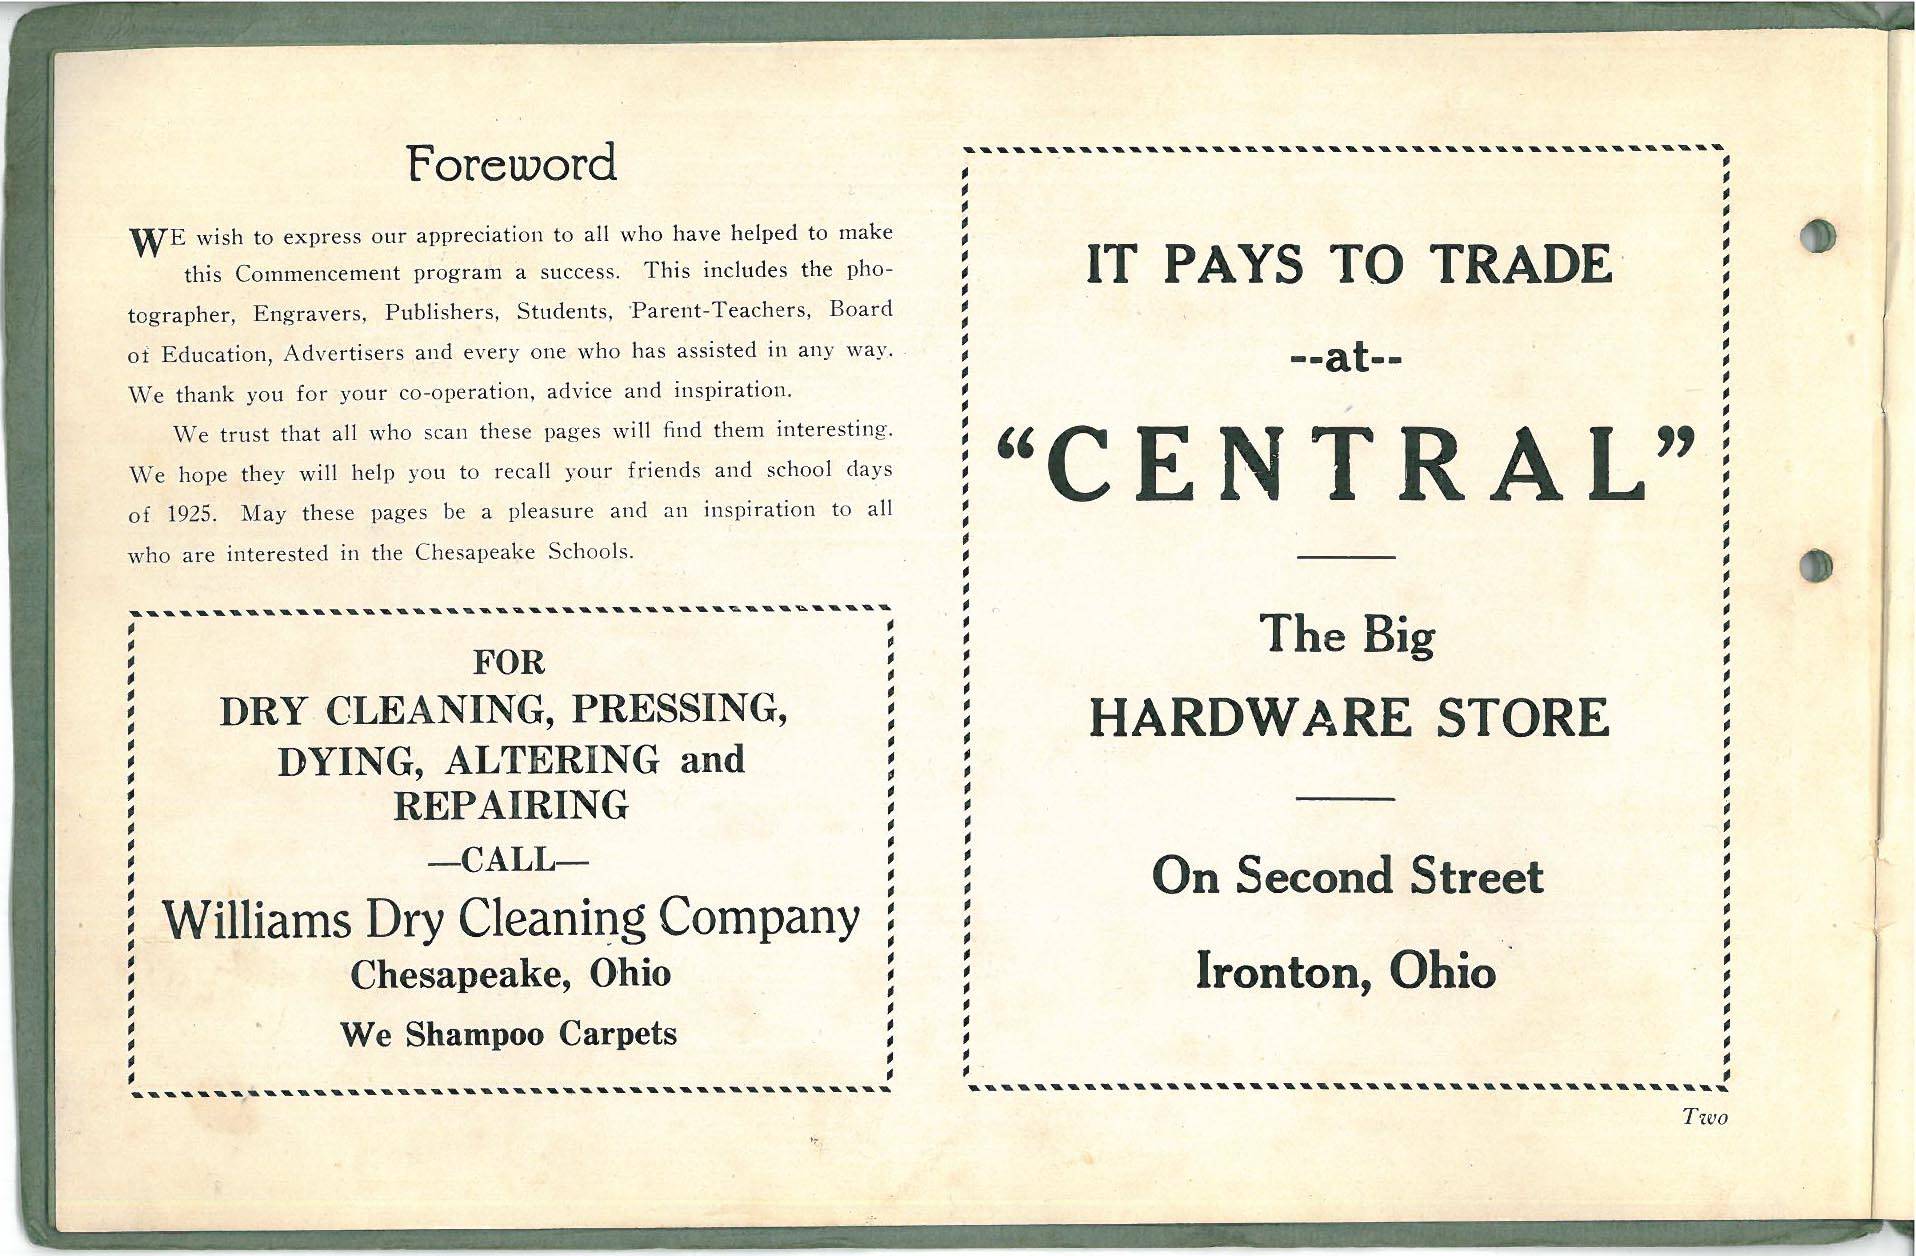 Foreword
WE wish to express our appreciation to all who have helped to make
this Commencement program a success. This includes the pho-
tographer, Engravers, Publishers, Students, Parent-Teachers, Board
of Education, Advertisers and every one who has assisted in any way.
We thank you for your co-operation, advice and inspiration.
We trust that all who scan these pages will find them interesting.
We hope they will help you to recall your friends and school days
of 1925. May these pages be a pleasure and an inspiration to all
who are interested in the Chesapeake Schools.
FOR
DRY CLEANING, PRESSING,
DYING, ALTERING and
REPAIRING
—CALL—
Williams Dry Cleaning Company
Chesapeake, Ohio
We Shampoo Carpets
IT PAYS TO TRADE
--at--
“CENTRAL”
The Big
HARDWARE STORE
On Second Street
Ironton, Ohio
Two